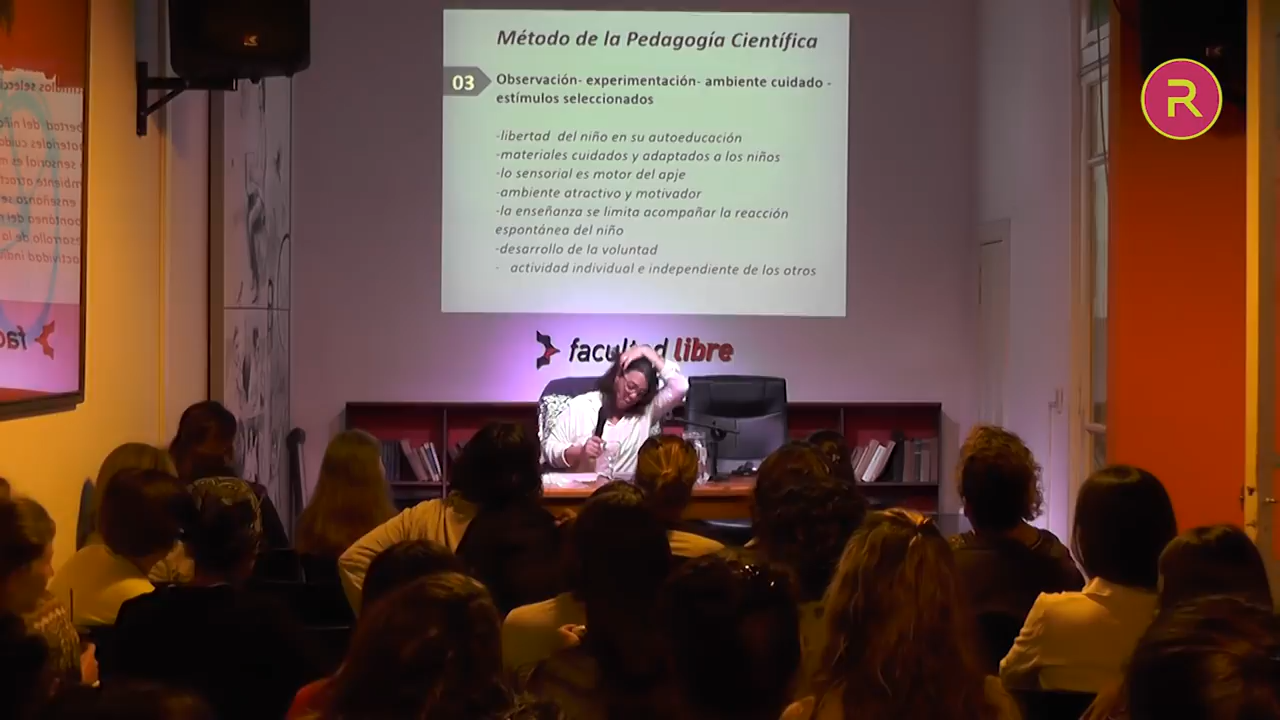 Método de la Pedagogía Científica
03
Observación- experimentación- ambiente cuidado -
estímulos seleccionados
-libertad del niño en su autoeducación
-materiales cuidados y adaptados a los niños
-lo sensorial es motor del apje
-ambiente atractivo y motivador
-la enseñanza se limita acompañar la reacción
espontánea del niño
-desarrollo de la voluntad
- actividad individual e independiente de los otros
facultad libre
R